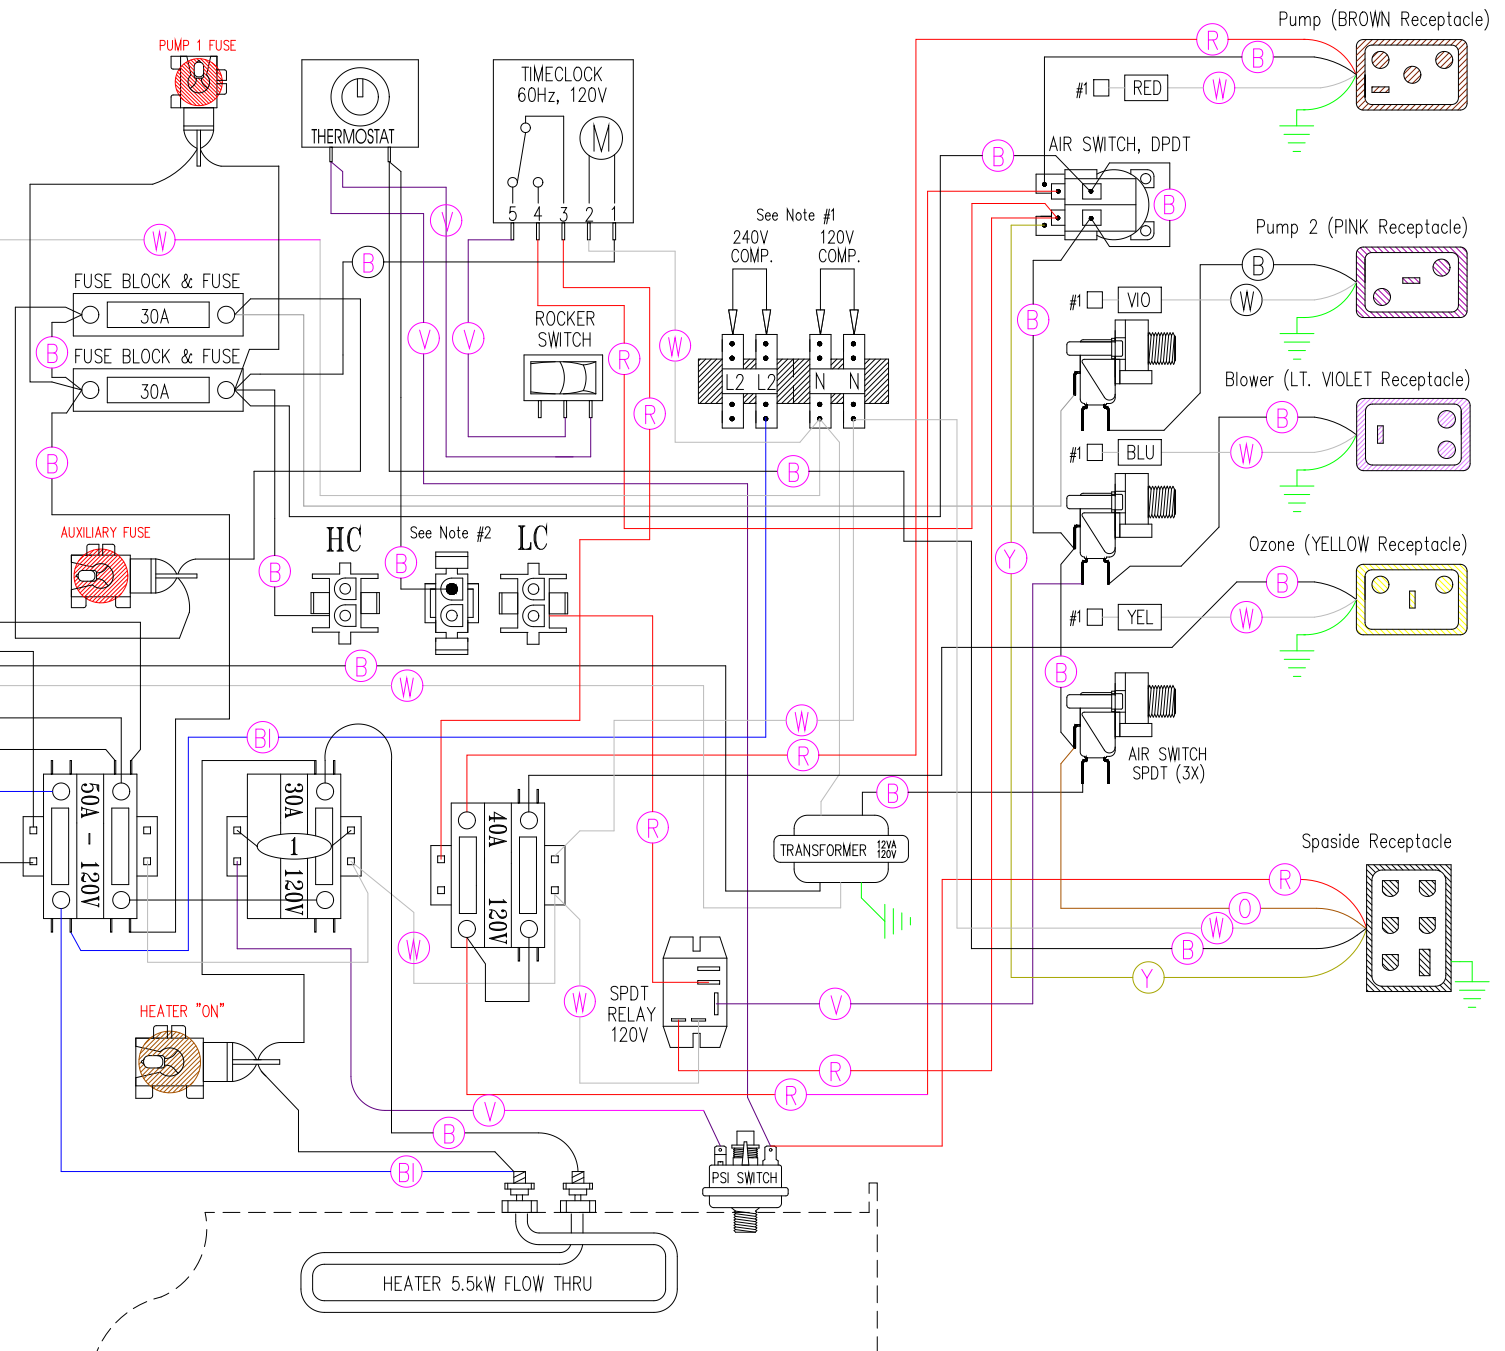 Pump (BROWN Receptacle)
PUMP 1 FUSE
R
B
TIMECLOCK
60Hz, 120V
#1 RED W
M
THERMOSTAT
AIR SWITCH, DPDT
B
B
5 4 3 2 1
V
See Note #1
Pump 2 (PINK Receptacle)
W
240V
COMP.
120V
COMP.
B
B
FUSE BLOCK & FUSE
30A
#1 VIO W
ROCKER
SWITCH
B
V
V
W
B
FUSE BLOCK & FUSE
30A
R
L2 L2 N N
Blower (LT. VIOLET Receptacle)
R
B
#1 BLU W
B
B
AUXILIARY FUSE
HC
See Note #2
LC
Ozone (YELLOW Receptacle)
Y
B
B
B
#1 YEL W
B
W
B
W
BI
R
AIR SWITCH
SPDT (3X)
50A - 120V
30A 120V
1
40A 120V
B
R
TRANSFORMER
12VA
120V
Spaside Receptacle
R
O
W
B
W
Y
SPDT
RELAY
120V
W
V
HEATER "ON"
R
R
V
B
BI
PSI SWITCH
HEATER 5.5kW FLOW THRU